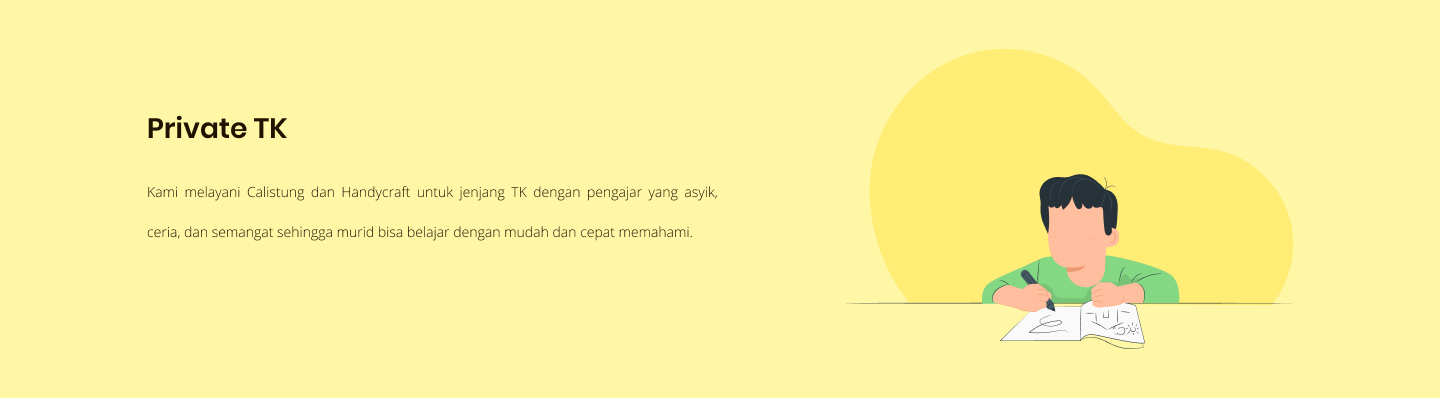 Private TK
Kami melayani Calistung dan Handycraft untuk jenjang TK dengan pengajar yang asyik,
ceria, dan semangat sehingga murid bisa belajar dengan mudah dan cepat memahami.